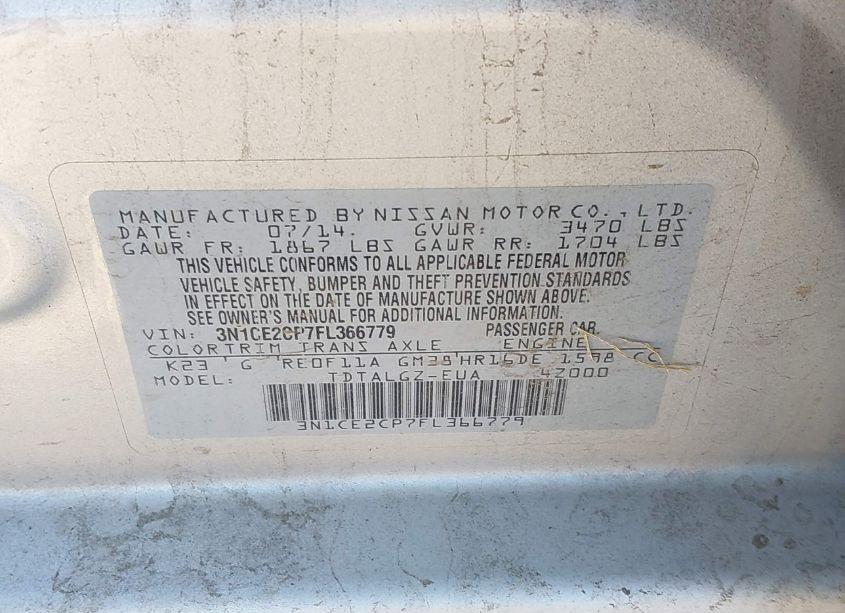 MANUFACTURED BY NISSAN MOTOR CO., LTD.
DATE: 07/14. GVWR: 3470 LBS
GAWR FR: 1867 LBS GAWR RR: 1704 LBS
THIS VEHICLE CONFORMS TO ALL APPLICABLE FEDERAL MOTOR
VEHICLE SAFETY, BUMPER AND THEFT PREVENTION STANDARDS
IN EFFECT ON THE DATE OF MANUFACTURE SHOWN ABOVE.
SEE OWNER'S MANUAL FOR ADDITIONAL INFORMATION.
VIN: 3N1CE2CP7FL366779 PASSENGER CAR
COLOR TRIM TRANS AXLE ENGINE
K23 G RE0F11A GM38 HR16DE 1598 CC
MODEL: TDTALGZ-EUA 4Z000
3N1CE2CP7FL366779